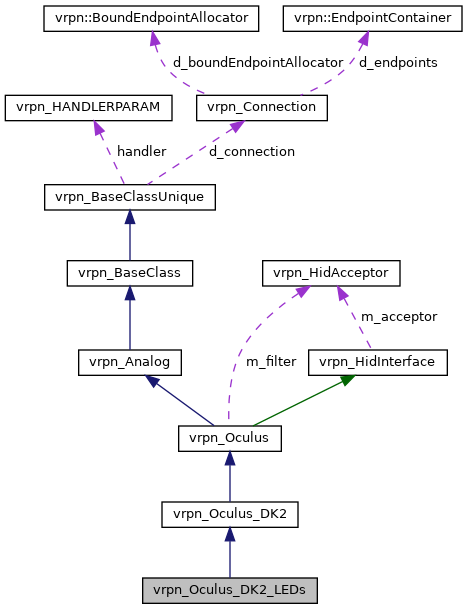 vrpn::BoundEndpointAllocator
vrpn::EndpointContainer
d_boundEndpointAllocator
d_endpoints
vrpn_HANDLERPARAM
vrpn_Connection
handler
d_connection
vrpn_BaseClassUnique
vrpn_BaseClass
vrpn_HidAcceptor
m_acceptor
vrpn_Analog
m_filter
vrpn_HidInterface
vrpn_Oculus
vrpn_Oculus_DK2
vrpn_Oculus_DK2_LEDs